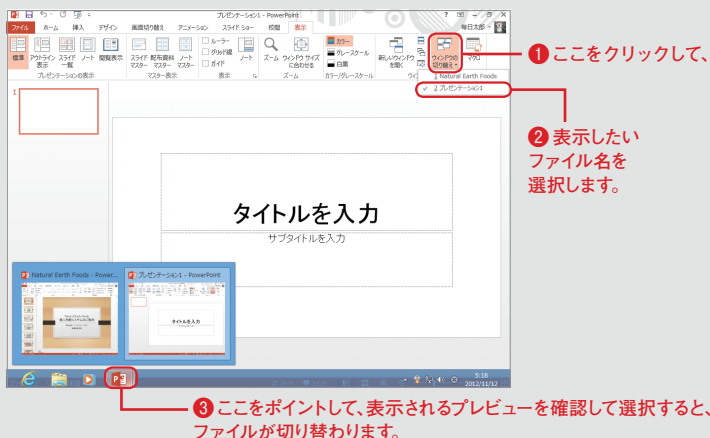 プレゼンテーション1 - PowerPoint
毎日太郎
ファイル ホーム 挿入 デザイン 画面切り替え アニメーション スライド ショー 校閲 表示
標準 アウトライン表示 スライド一覧 ノート 閲覧表示 スライドマスター 配布資料マスター ノートマスター ルーラー グリッド線 ガイド ノート ズーム ウィンドウ サイズに合わせる カラー グレースケール 白黒 新しいウィンドウを開く ウィンドウの切り替え マクロ
プレゼンテーションの表示 マスター表示 表示 ズーム カラー/グレースケール
1 Natural Earth Foods
✓ 2 プレゼンテーション1
❶ ここをクリックして、
❷ 表示したい
ファイル名を
選択します。
1
タイトルを入力
サブタイトルを入力
Natural Earth Foods - Power... プレゼンテーション1 - PowerPoint
タイトルを入力
5:18
2012/11/12
❸ ここをポイントして、表示されるプレビューを確認して選択すると、
ファイルが切り替わります。